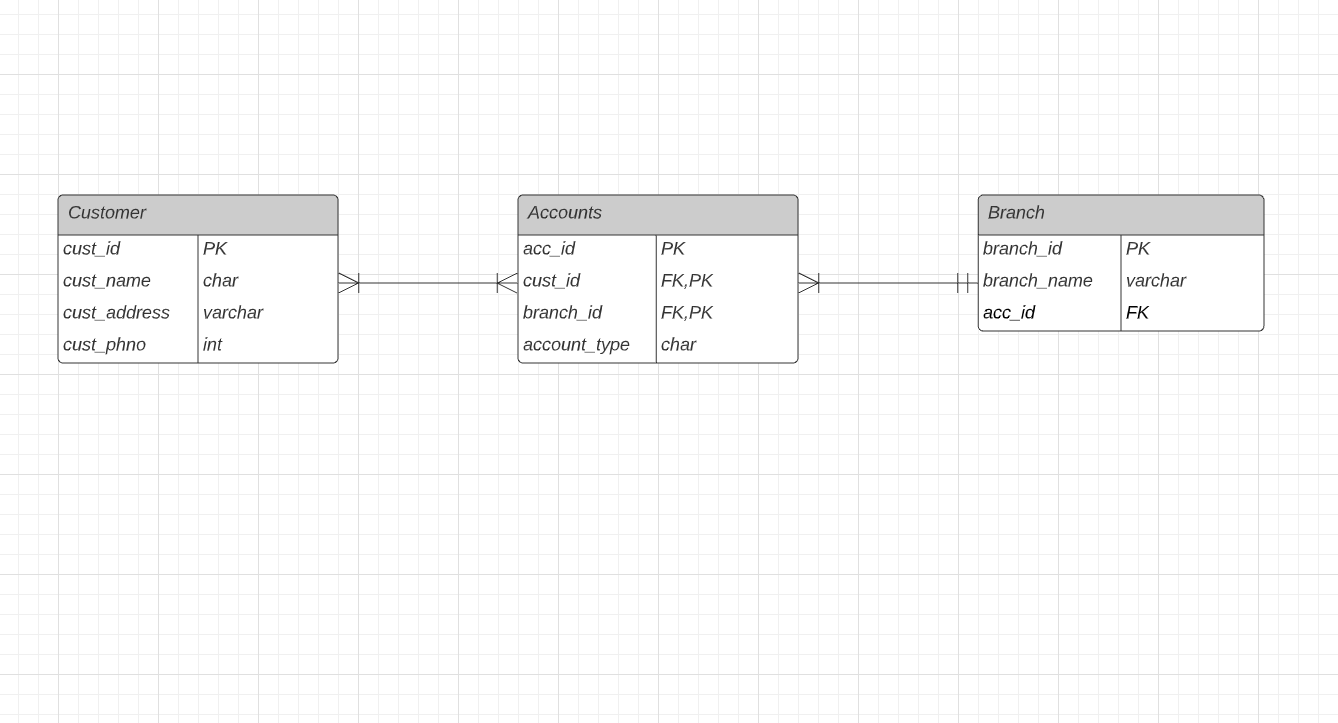 Customer
cust_id PK
cust_name char
cust_address varchar
cust_phno int
Accounts
acc_id PK
cust_id FK,PK
branch_id FK,PK
account_type char
Branch
branch_id PK
branch_name varchar
acc_id FK